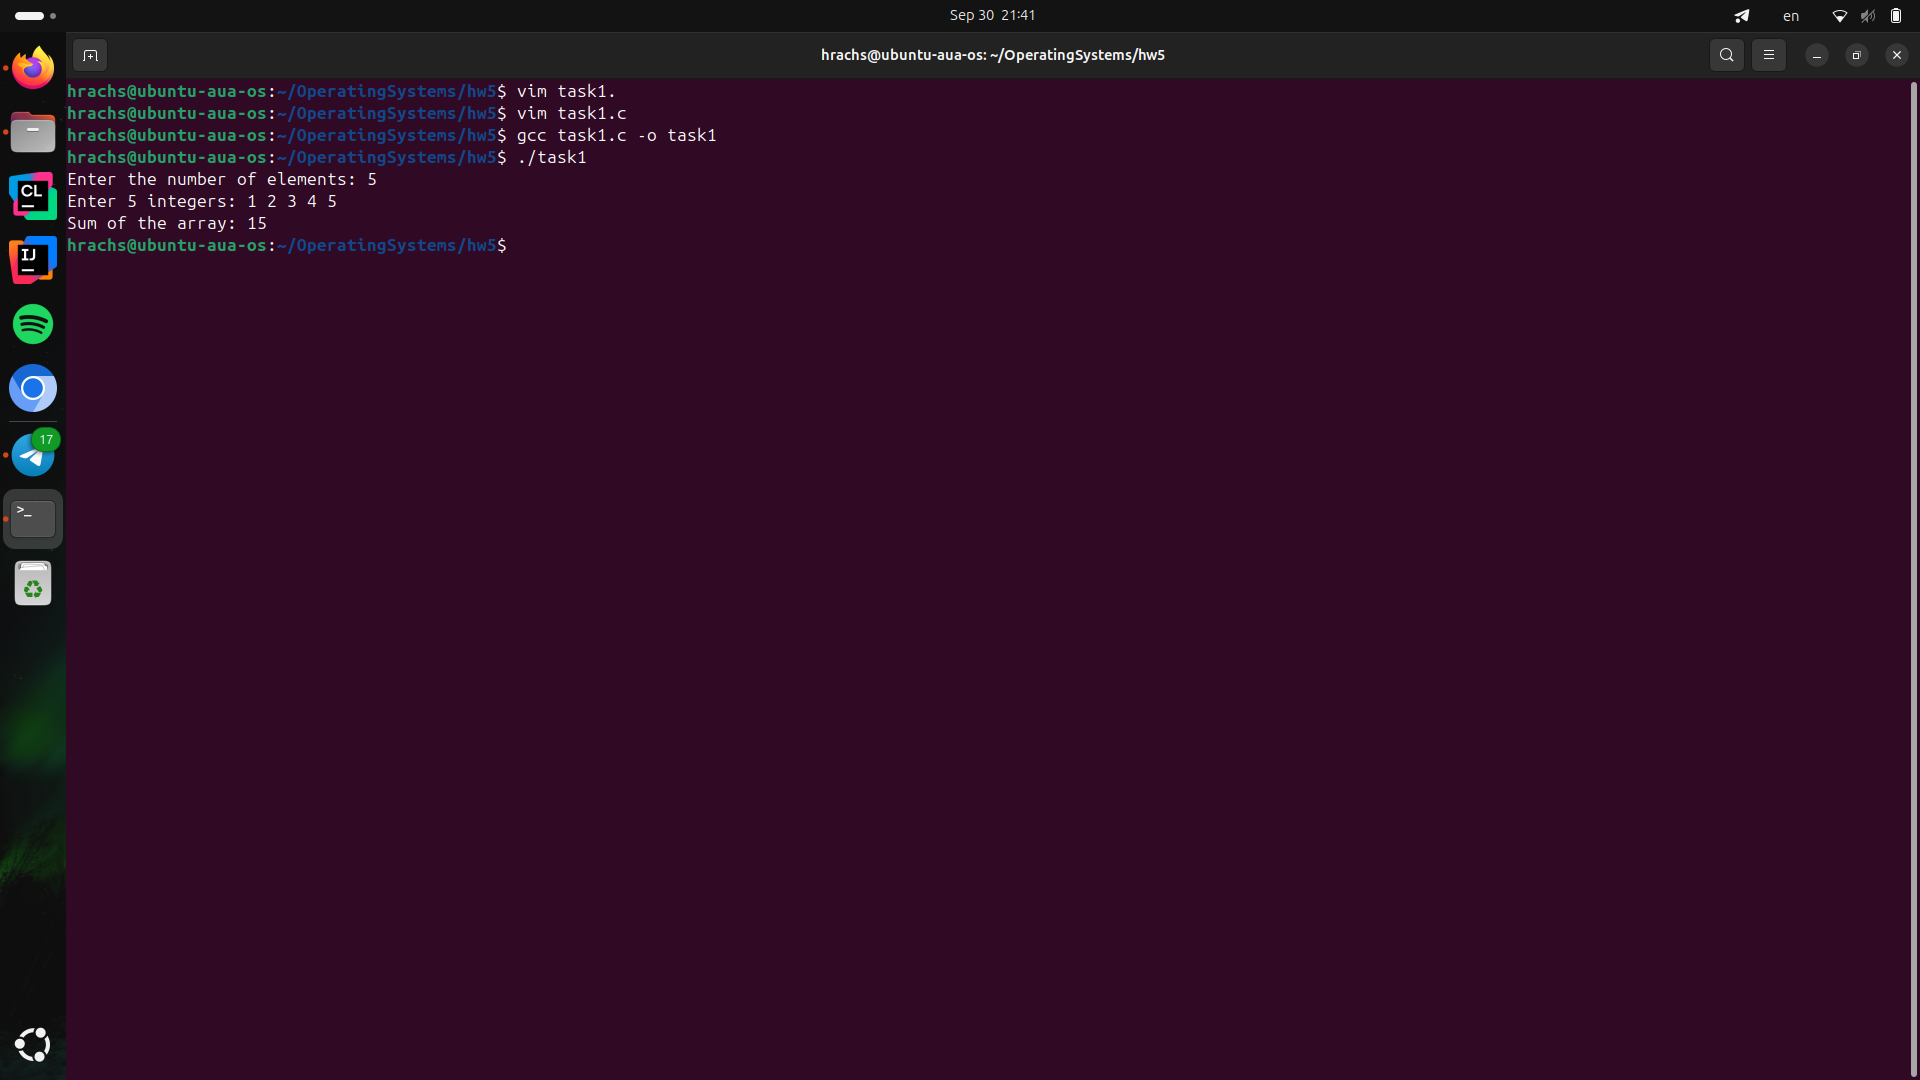 Sep 30 21:41
en
hrachs@ubuntu-aua-os: ~/OperatingSystems/hw5
hrachs@ubuntu-aua-os:~/OperatingSystems/hw5$ vim task1.
hrachs@ubuntu-aua-os:~/OperatingSystems/hw5$ vim task1.c
hrachs@ubuntu-aua-os:~/OperatingSystems/hw5$ gcc task1.c -o task1
hrachs@ubuntu-aua-os:~/OperatingSystems/hw5$ ./task1
Enter the number of elements: 5
Enter 5 integers: 1 2 3 4 5
Sum of the array: 15
hrachs@ubuntu-aua-os:~/OperatingSystems/hw5$
CL
IJ
17
>_